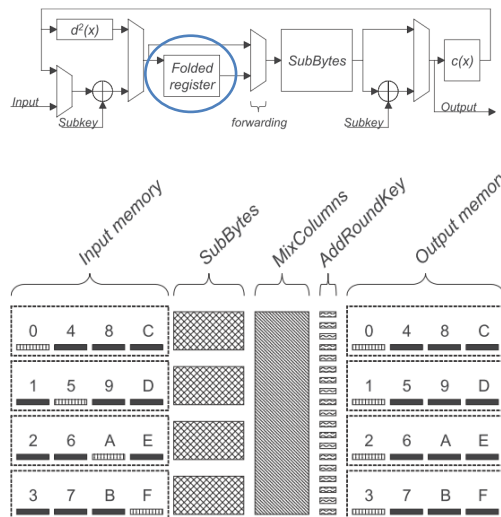 d²(x)
Folded
register
SubBytes
c(x)
Input
Subkey
forwarding
Subkey
Output
Input memory
SubBytes
MixColumns
AddRoundKey
Output memory
0 4 8 C 0 4 8 C
1 5 9 D 1 5 9 D
2 6 A E 2 6 A E
3 7 B F 3 7 B F